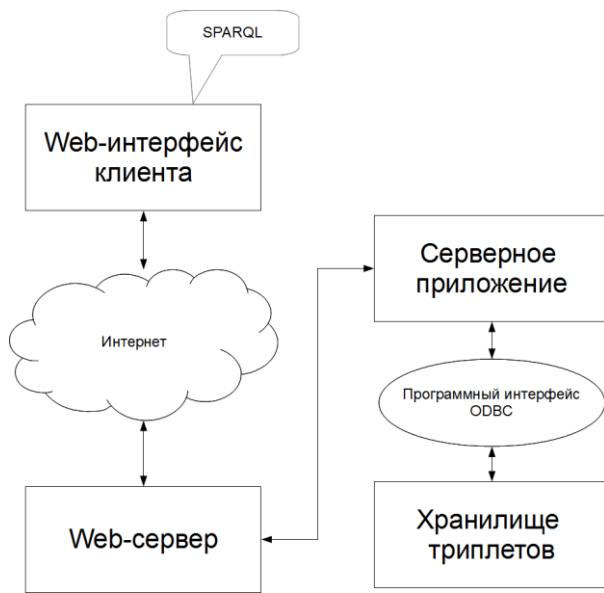 SPARQL
Web-интерфейс
клиента
Интернет
Web-сервер
Серверное
приложение
Программный интерфейс
ODBC
Хранилище
триплетов